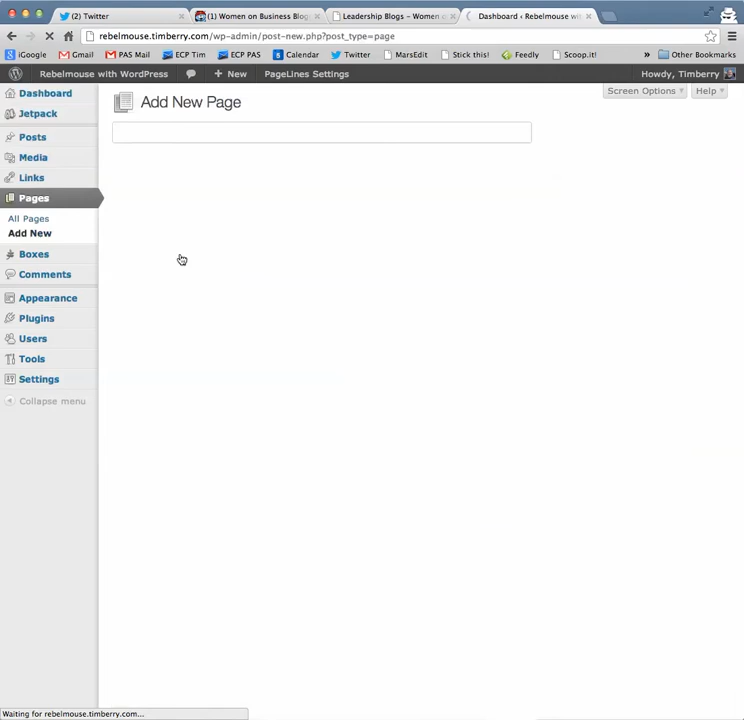 (2) Twitter
(1) Women on Business Blog
Leadership Blogs – Women o
Dashboard ‹ Rebelmouse wi
rebelmouse.timberry.com/wp-admin/post-new.php?post_type=page
iGoogle
Gmail
PAS Mail
ECP Tim
ECP PAS
5 Calendar
Twitter
MarsEdit
Stick this!
Feedly
Scoop.it!
»
Other Bookmarks
Rebelmouse with WordPress
+ New
PageLines Settings
Howdy, Timberry
Dashboard
Add New Page
Screen Options
Help
Jetpack
Posts
Media
Links
Pages
All Pages
Add New
Boxes
Comments
Appearance
Plugins
Users
Tools
Settings
Collapse menu
Waiting for rebelmouse.timberry.com...